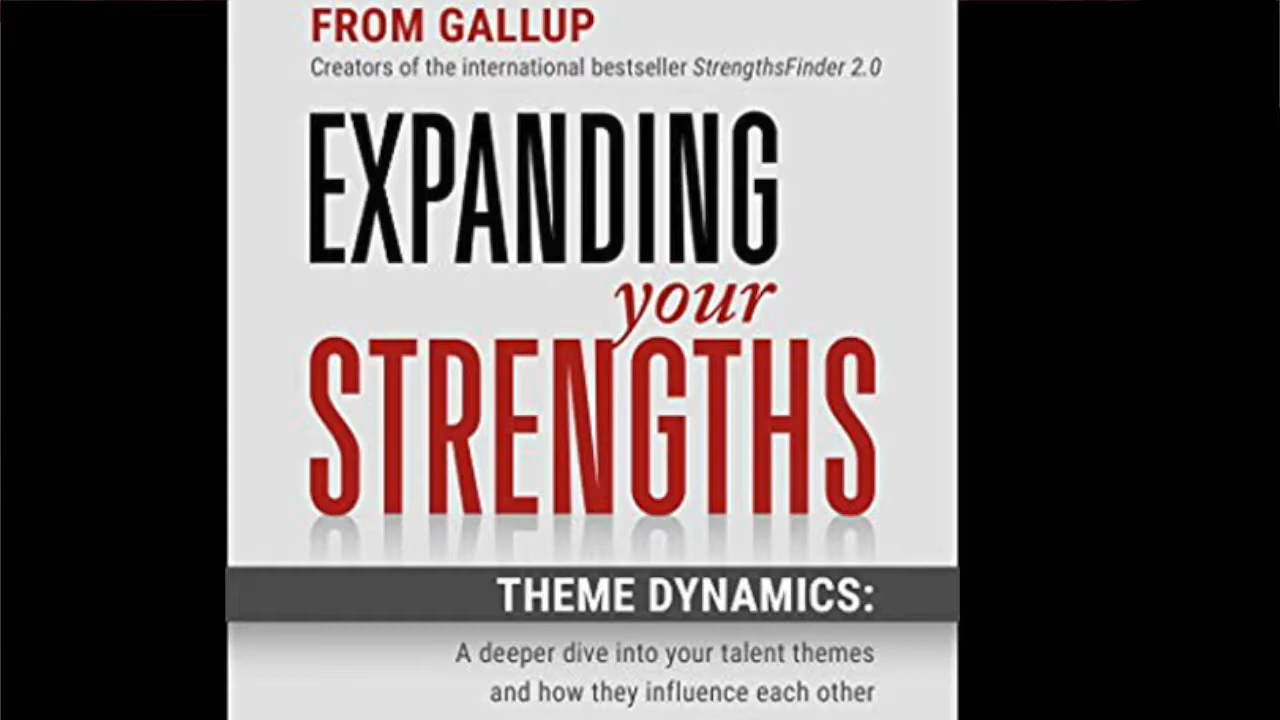 FROM GALLUP
Creators of the international bestseller StrengthsFinder 2.0
EXPANDING
your
STRENGTHS
THEME DYNAMICS:
A deeper dive into your talent themes
and how they influence each other